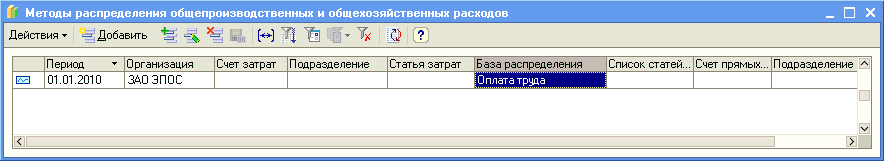 Методы распределения общепроизводственных и общехозяйственных расходов
Действия Добавить ?
Период Организация Счет затрат Подразделение Статья затрат База распределения Список статей... Счет прямых... Подразделение
01.01.2010 ЗАО ЭПОС Оплата труда